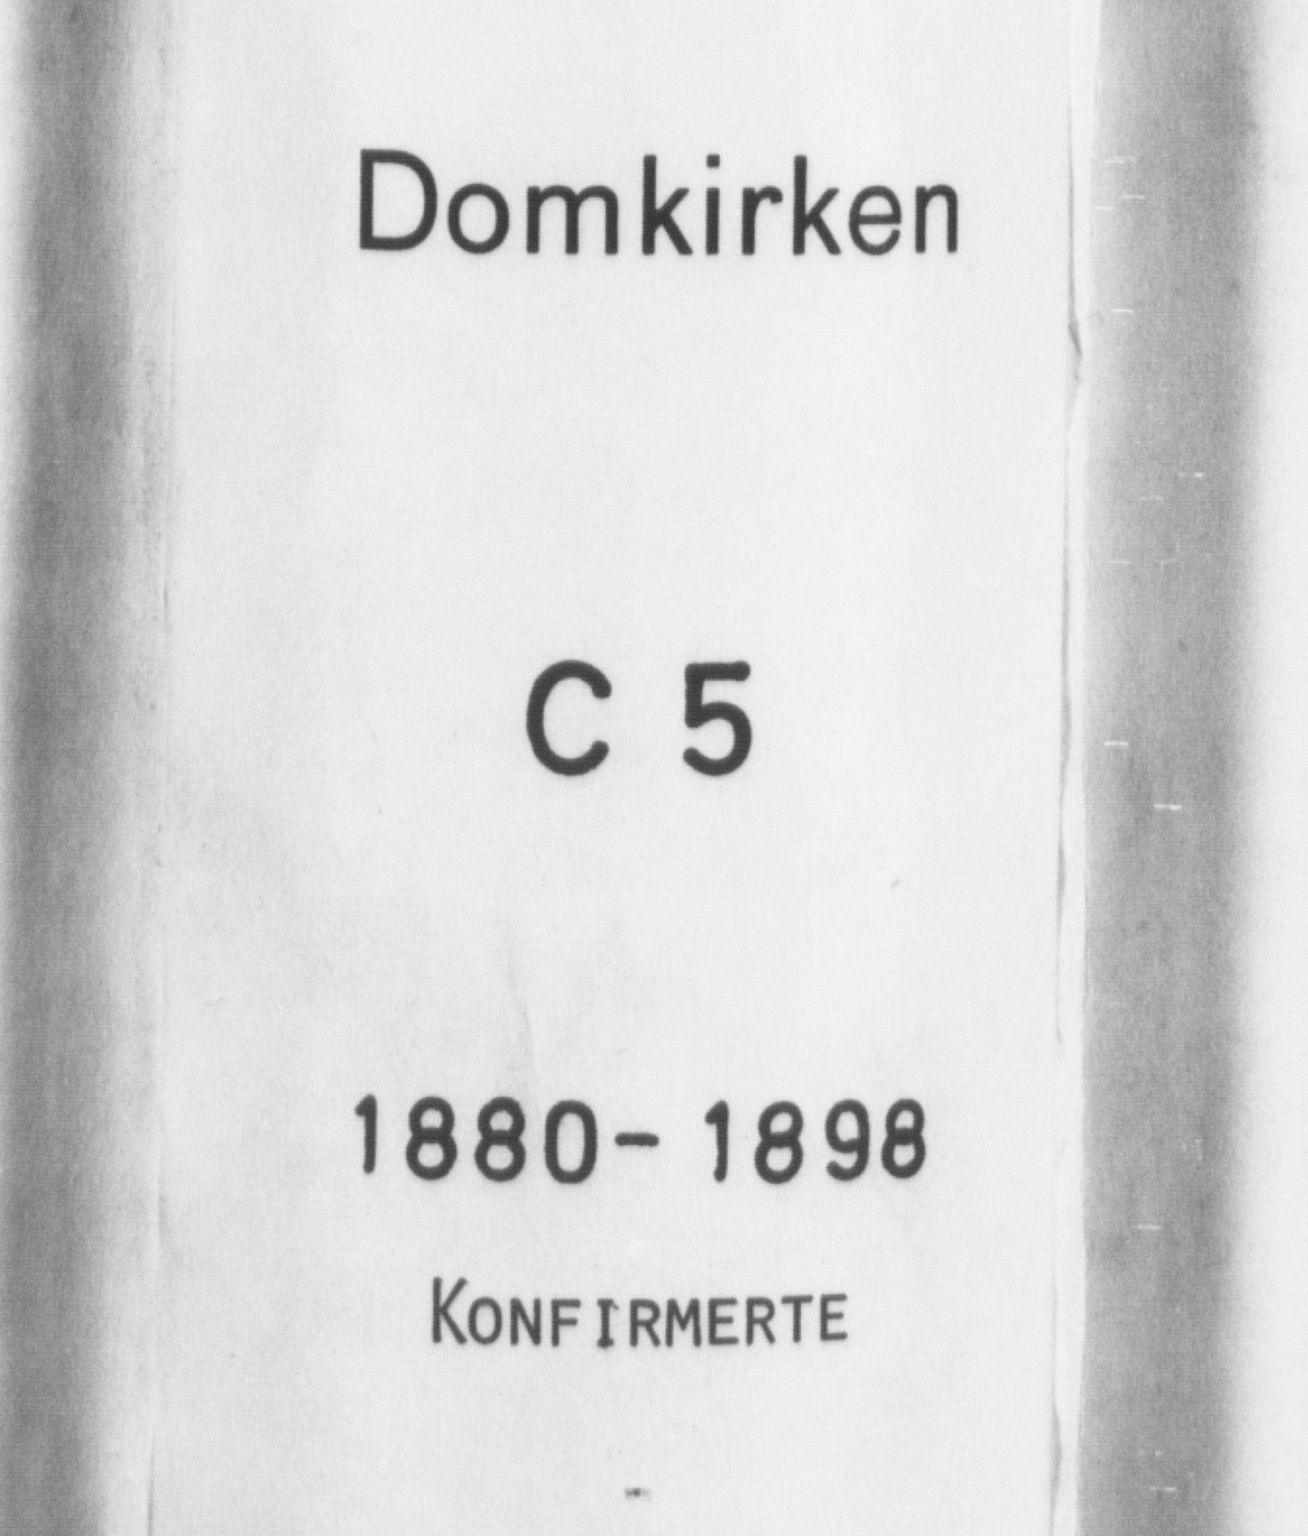 Domkirken
C 5
1880-1898
KONFIRMERTE